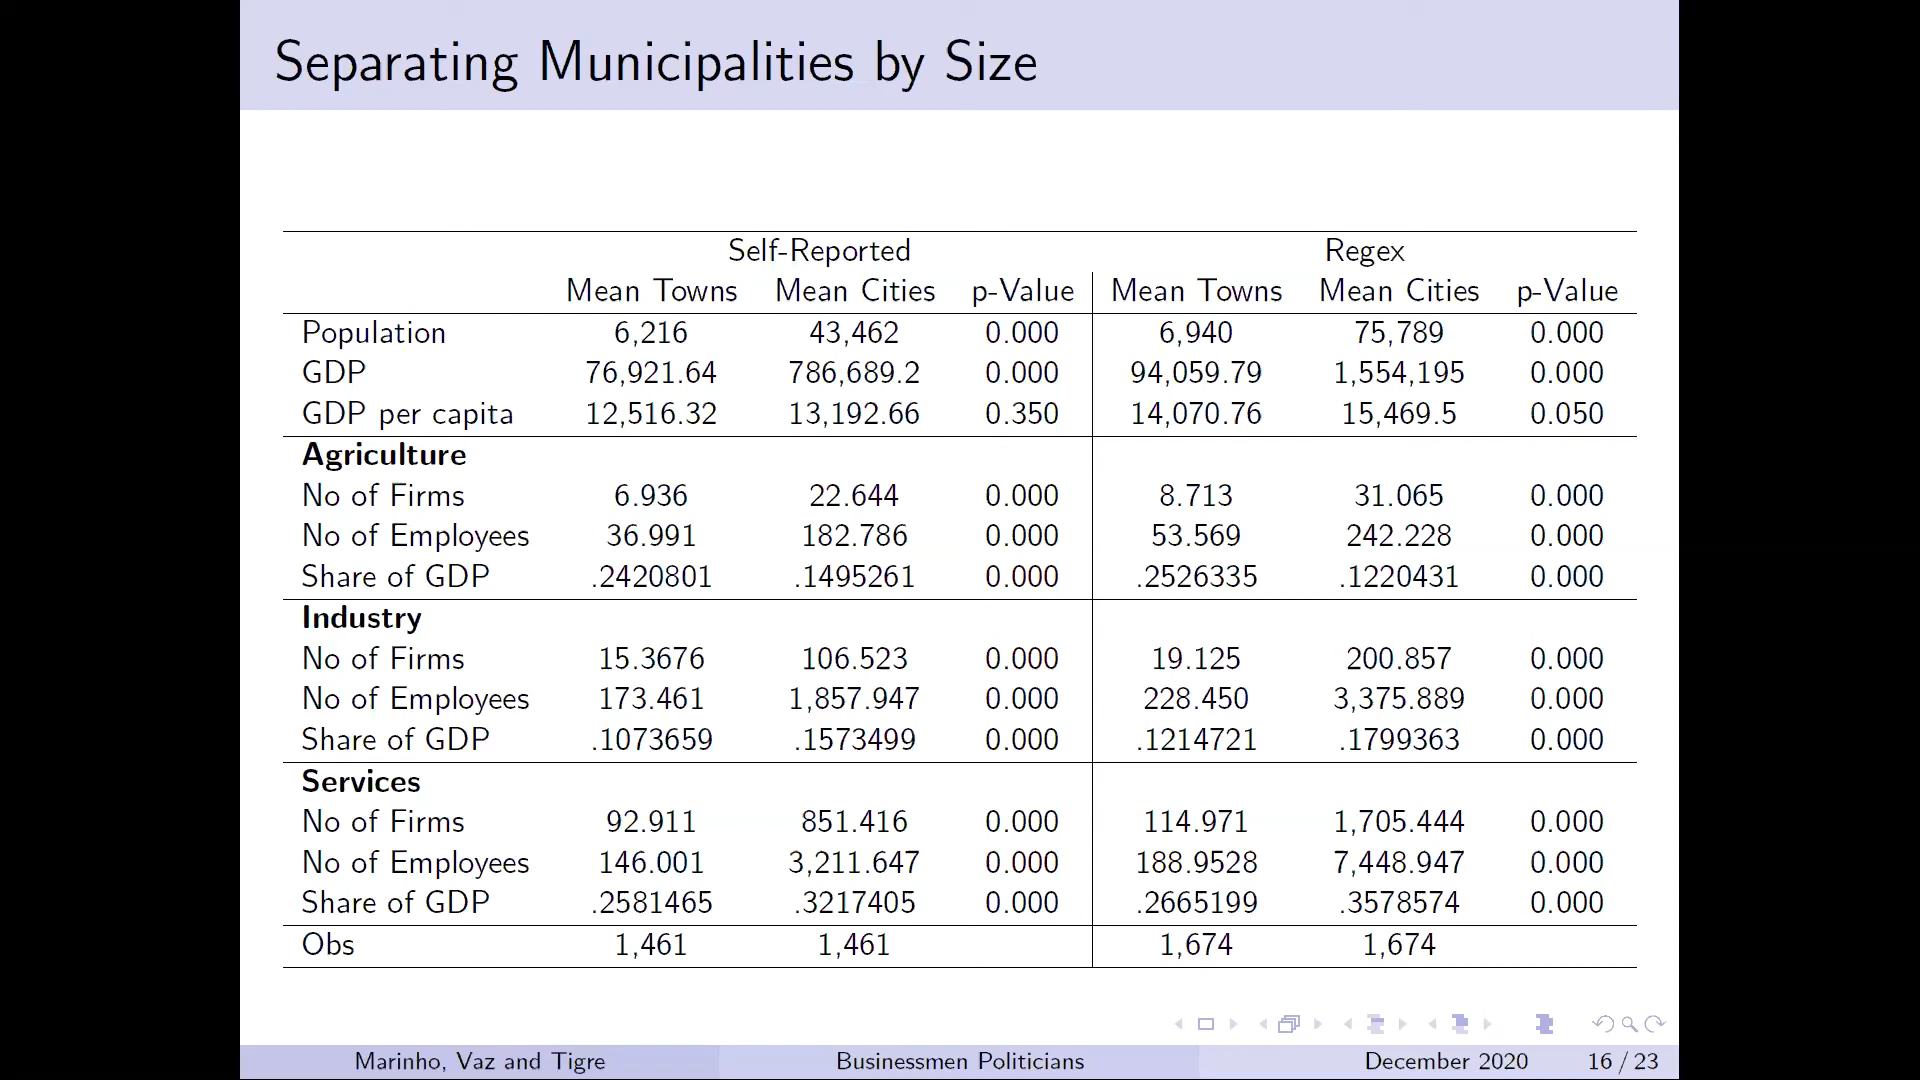 Separating Municipalities by Size
Self-Reported Regex
Mean Towns Mean Cities p-Value Mean Towns Mean Cities p-Value
Population 6,216 43,462 0.000 6,940 75,789 0.000
GDP 76,921.64 786,689.2 0.000 94,059.79 1,554,195 0.000
GDP per capita 12,516.32 13,192.66 0.350 14,070.76 15,469.5 0.050
Agriculture
No of Firms 6.936 22.644 0.000 8.713 31.065 0.000
No of Employees 36.991 182.786 0.000 53.569 242.228 0.000
Share of GDP .2420801 .1495261 0.000 .2526335 .1220431 0.000
Industry
No of Firms 15.3676 106.523 0.000 19.125 200.857 0.000
No of Employees 173.461 1,857.947 0.000 228.450 3,375.889 0.000
Share of GDP .1073659 .1573499 0.000 .1214721 .1799363 0.000
Services
No of Firms 92.911 851.416 0.000 114.971 1,705.444 0.000
No of Employees 146.001 3,211.647 0.000 188.9528 7,448.947 0.000
Share of GDP .2581465 .3217405 0.000 .2665199 .3578574 0.000
Obs 1,461 1,461 1,674 1,674
Marinho, Vaz and Tigre Businessmen Politicians December 2020 16 / 23